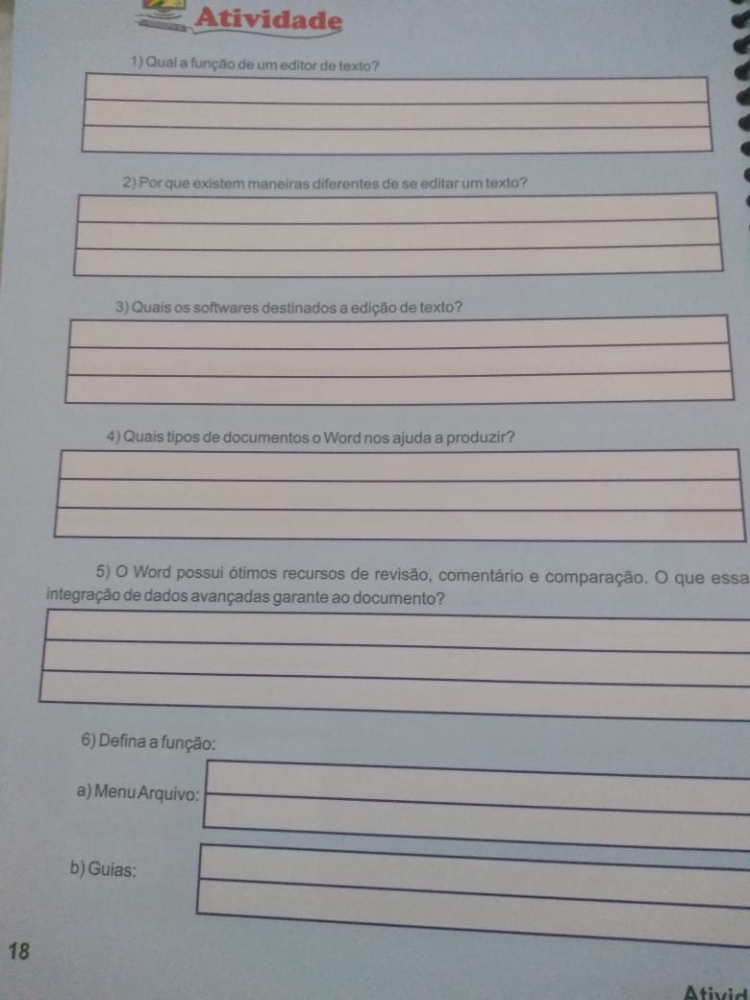 Atividade
1) Qual a função de um editor de texto?
2) Por que existem maneiras diferentes de se editar um texto?
3) Quais os softwares destinados a edição de texto?
4) Quais tipos de documentos o Word nos ajuda a produzir?
5) O Word possui ótimos recursos de revisão, comentário e comparação. O que essa
integração de dados avançadas garante ao documento?
6) Defina a função:
a) Menu Arquivo:
b) Guias:
18
Ativid